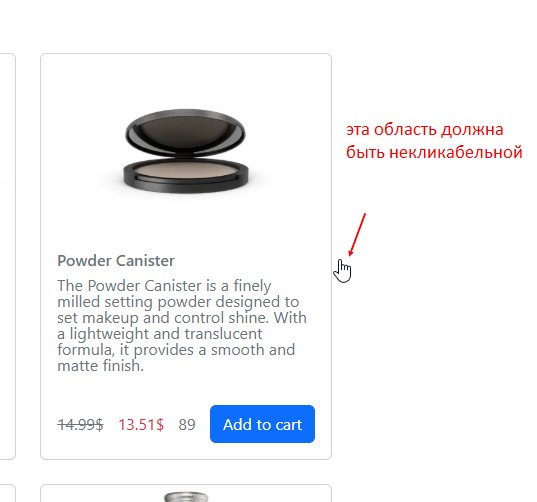 эта область должна
быть некликабельной
Powder Canister
The Powder Canister is a finely
milled setting powder designed to
set makeup and control shine. With
a lightweight and translucent
formula, it provides a smooth and
matte finish.
14.99$ 13.51$ 89 Add to cart